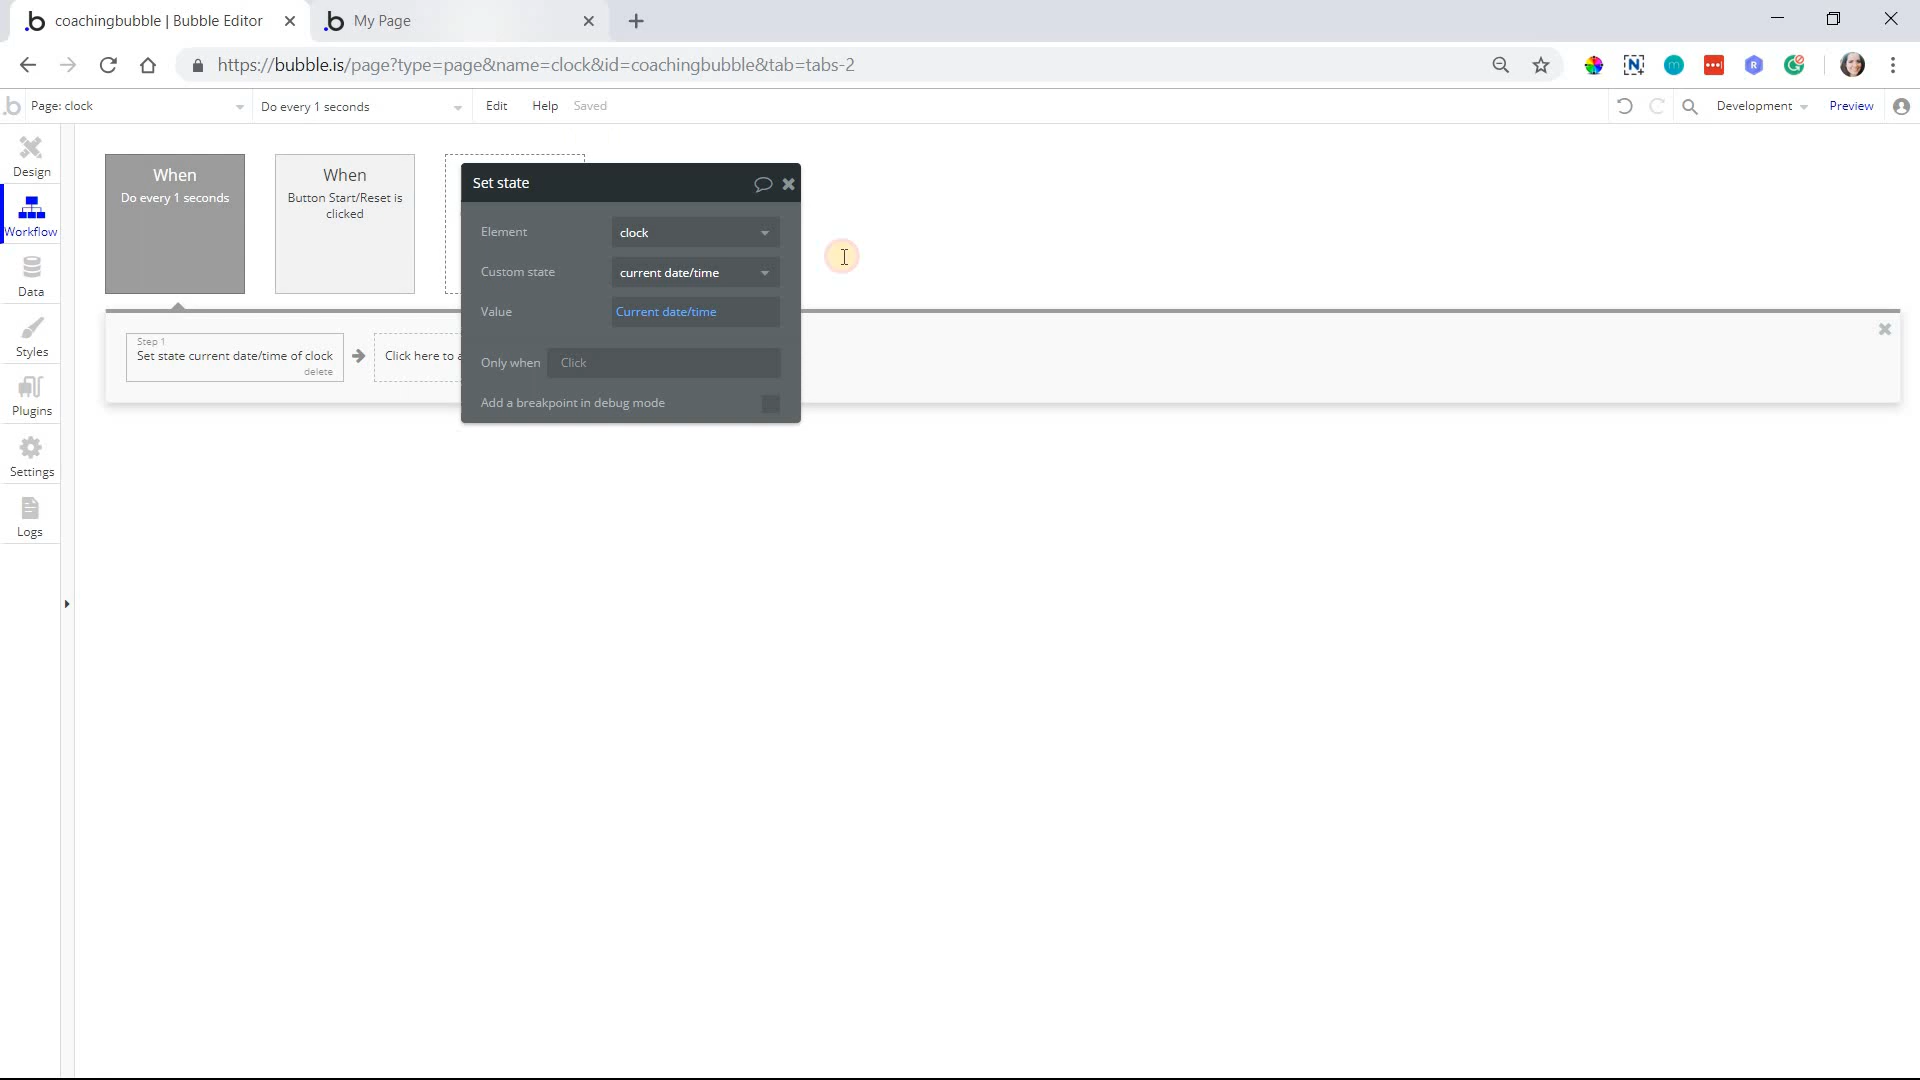 coachingbubble | Bubble Editor
My Page
https://bubble.is/page?type=page&name=clock&id=coachingbubble&tab=tabs-2
Page: clock
Do every 1 seconds
Edit
Help
Saved
Development
Preview
Design
Workflow
Data
Styles
Plugins
Settings
Logs
When
Do every 1 seconds
When
Button Start/Reset is
clicked
Set state
Element
clock
Custom state
current date/time
Value
Current date/time
Only when
Click
Add a breakpoint in debug mode
Step 1
Set state current date/time of clock
delete
Click here to a